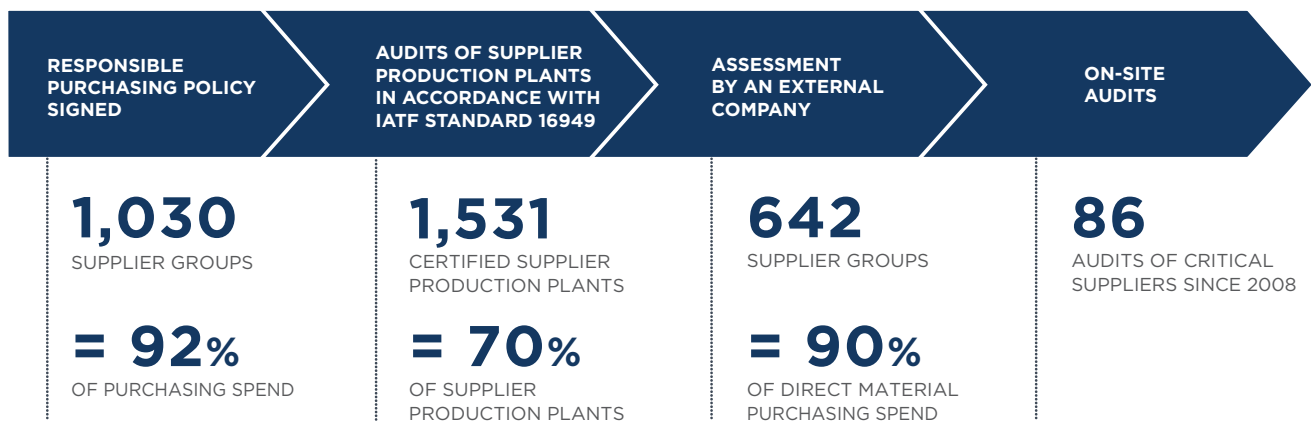 RESPONSIBLE
PURCHASING POLICY
SIGNED
AUDITS OF SUPPLIER
PRODUCTION PLANTS
IN ACCORDANCE WITH
IATF STANDARD 16949
ASSESSMENT
BY AN EXTERNAL
COMPANY
ON-SITE
AUDITS
1,030
SUPPLIER GROUPS
= 92%
OF PURCHASING SPEND
1,531
CERTIFIED SUPPLIER
PRODUCTION PLANTS
= 70%
OF SUPPLIER
PRODUCTION PLANTS
642
SUPPLIER GROUPS
= 90%
OF DIRECT MATERIAL
PURCHASING SPEND
86
AUDITS OF CRITICAL
SUPPLIERS SINCE 2008